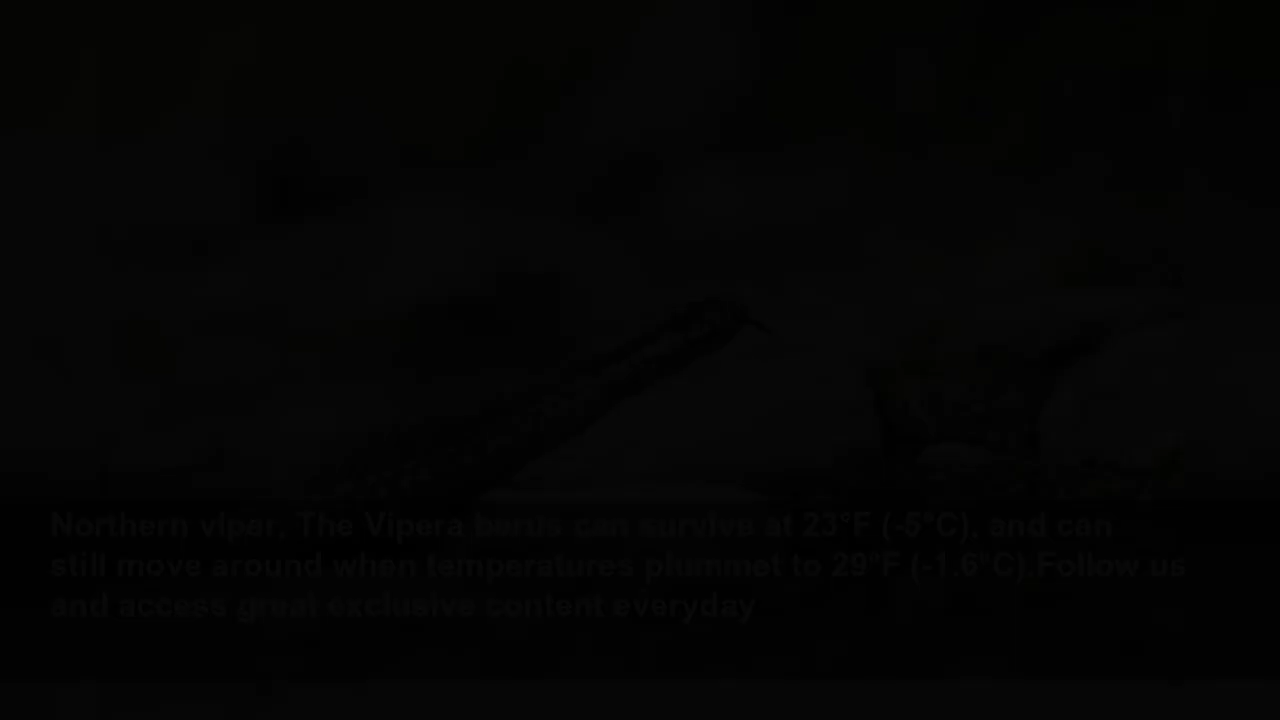 Northern viper. The Vipera berus can survive at 23°F (-5°C), and can
still move around when temperatures plummet to 29°F (-1.6°C).Follow us
and access great exclusive content everyday